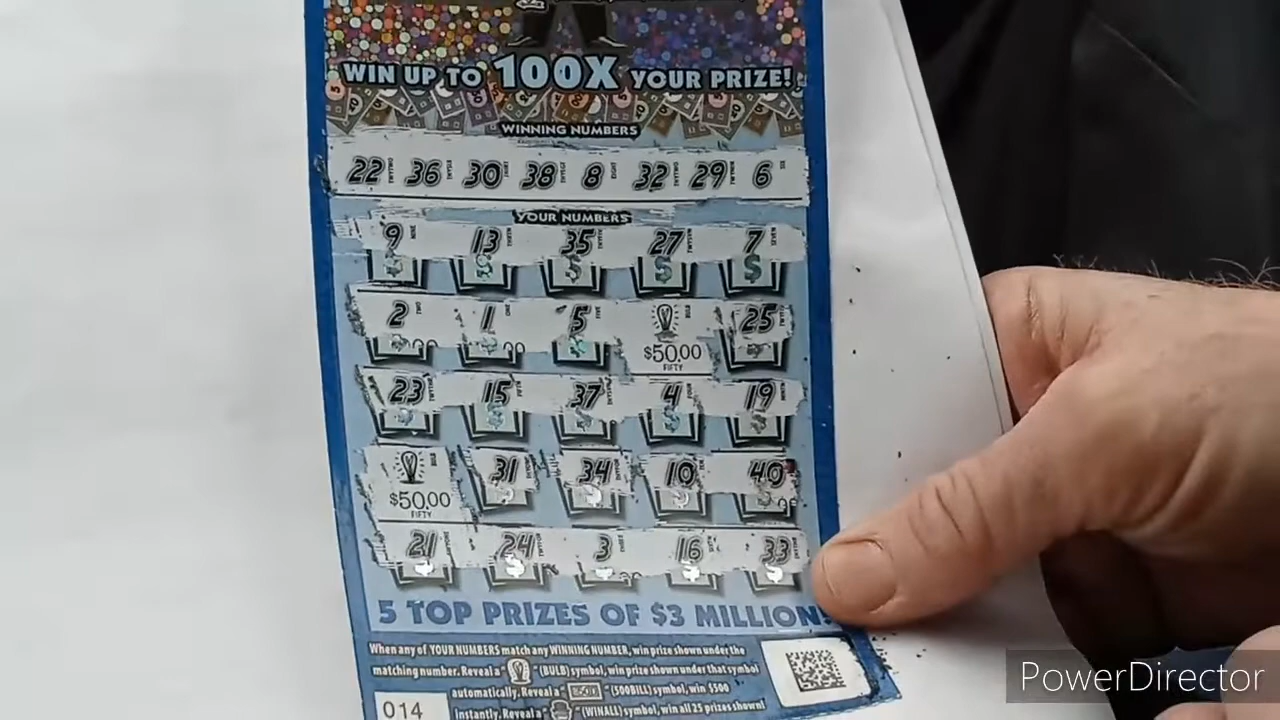 WIN UP TO 100X YOUR PRIZE!
WINNING NUMBERS
22 36 30 38 8 32 29 6
YOUR NUMBERS
9 13 35 27 7
2 1 5 BULB 25
$50.00
FIFTY
23 15 37 4 19
BULB 31 34 10 40
$50.00
FIFTY
21 24 3 16 33
5 TOP PRIZES OF $3 MILLION!
When any of YOUR NUMBERS match any WINNING NUMBER, win prize shown under the
matching number. Reveal a " " (BULB) symbol, win prize shown under that symbol
automatically. Reveal a " " (500BILL) symbol, win $500
instantly. Reveal a " " (WINALL) symbol, win all 25 prizes shown!
014
PowerDirector